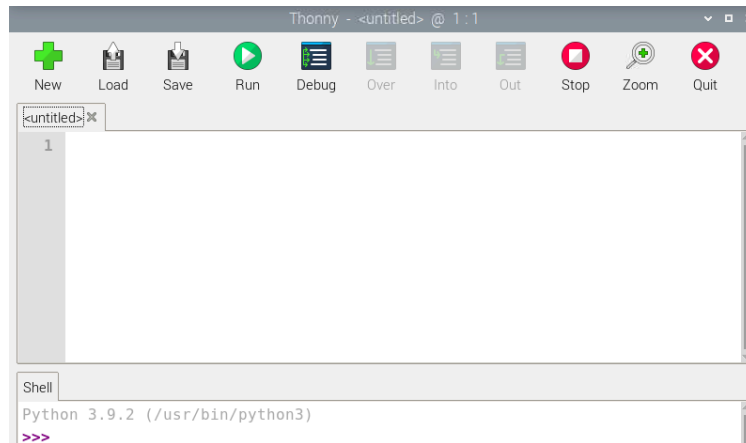 Thonny - <untitled> @ 1:1
New Load Save Run Debug Over Into Out Stop Zoom Quit
<untitled>
1
Shell
Python 3.9.2 (/usr/bin/python3)
>>>